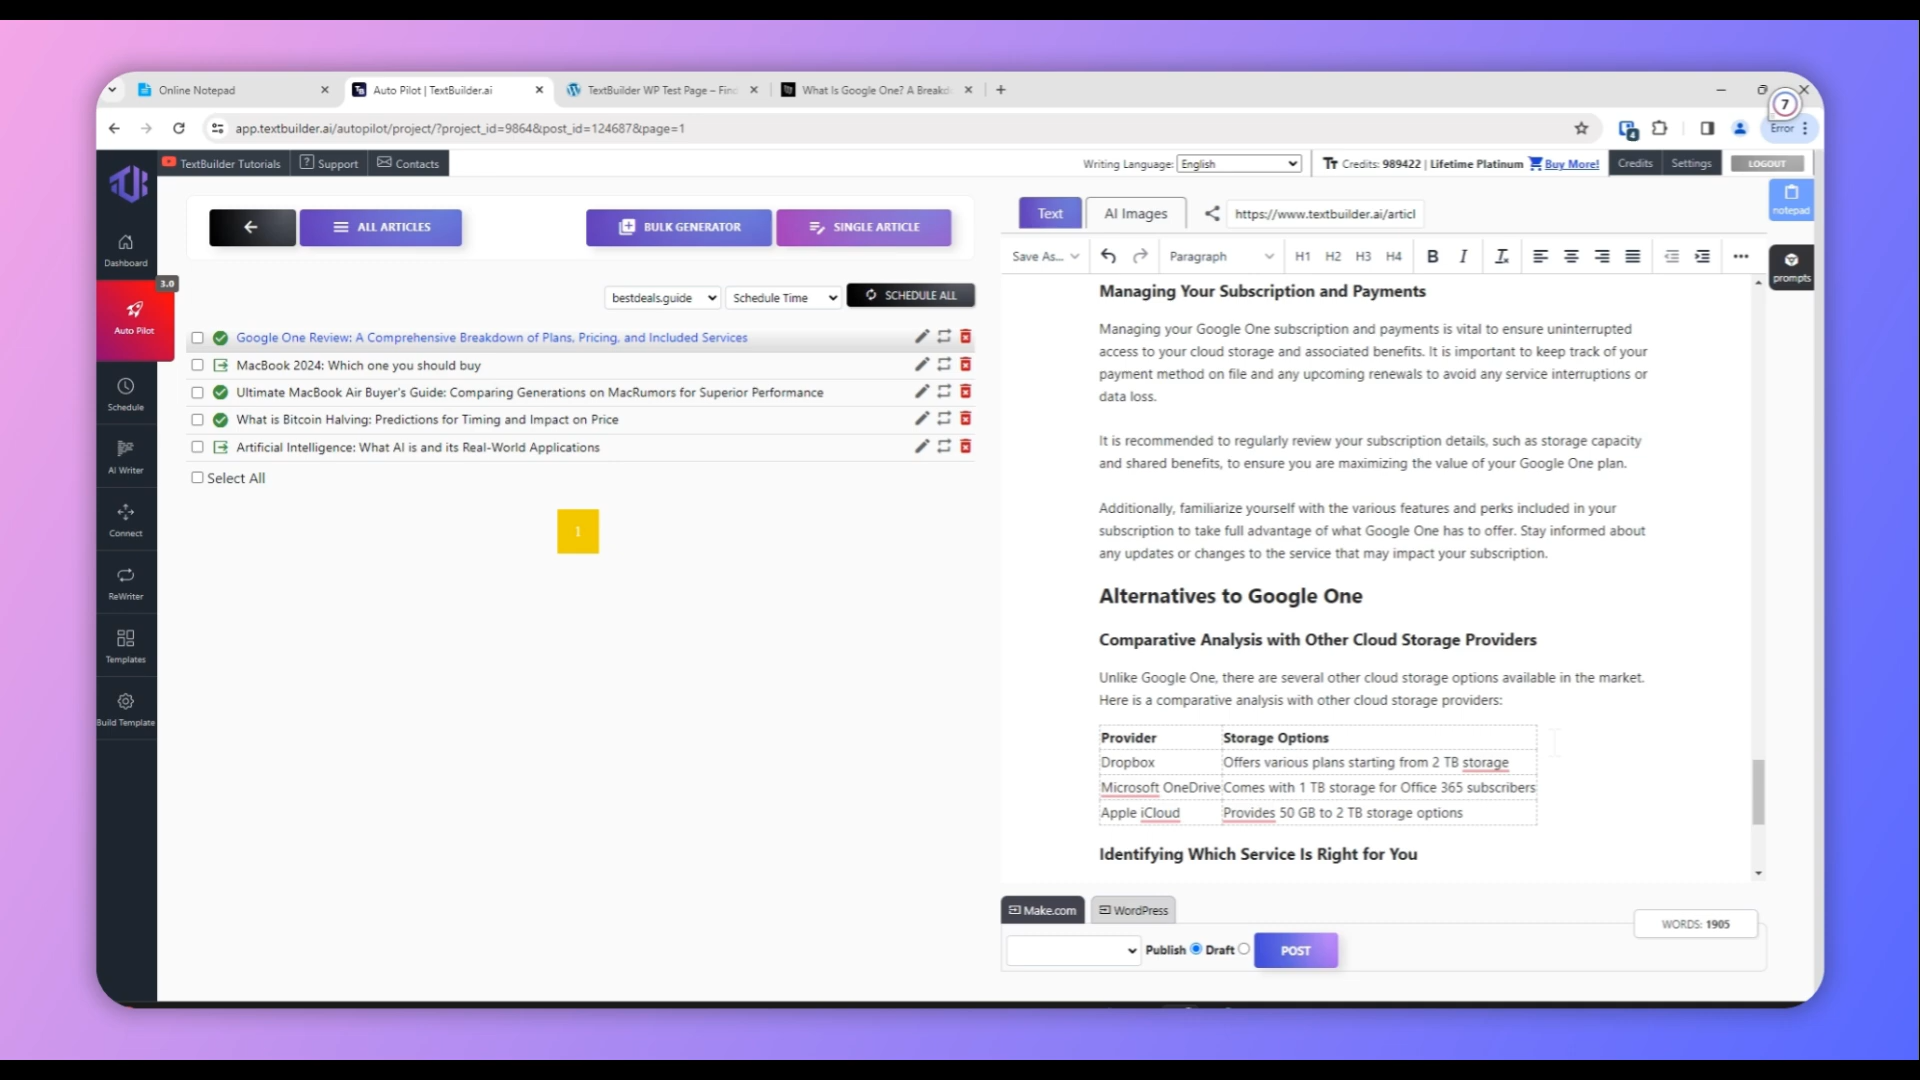 Online Notepad
Auto Pilot | TextBuilder.ai
TextBuilder WP Test Page – Find
What Is Google One? A Breakd
7
app.textbuilder.ai/autopilot/project/?project_id=9864&post_id=124687&page=1
4
Error
TextBuilder Tutorials
Support
Contacts
Writing Language: English
Credits: 989422 | Lifetime Platinum Buy More!
Credits
Settings
LOGOUT
notepad
prompts
Dashboard
3.0
Auto Pilot
Schedule
AI Writer
Connect
ReWriter
Templates
Build Template
ALL ARTICLES
BULK GENERATOR
SINGLE ARTICLE
bestdeals.guide
Schedule Time
SCHEDULE ALL
Google One Review: A Comprehensive Breakdown of Plans, Pricing, and Included Services
MacBook 2024: Which one you should buy
Ultimate MacBook Air Buyer's Guide: Comparing Generations on MacRumors for Superior Performance
What is Bitcoin Halving: Predictions for Timing and Impact on Price
Artificial Intelligence: What AI is and its Real-World Applications
Select All
1
Text
AI Images
https://www.textbuilder.ai/articl
Save As...
Paragraph
H1 H2 H3 H4 B I
Managing Your Subscription and Payments
Managing your Google One subscription and payments is vital to ensure uninterrupted
access to your cloud storage and associated benefits. It is important to keep track of your
payment method on file and any upcoming renewals to avoid any service interruptions or
data loss.
It is recommended to regularly review your subscription details, such as storage capacity
and shared benefits, to ensure you are maximizing the value of your Google One plan.
Additionally, familiarize yourself with the various features and perks included in your
subscription to take full advantage of what Google One has to offer. Stay informed about
any updates or changes to the service that may impact your subscription.
Alternatives to Google One
Comparative Analysis with Other Cloud Storage Providers
Unlike Google One, there are several other cloud storage options available in the market.
Here is a comparative analysis with other cloud storage providers:
Provider Storage Options
Dropbox Offers various plans starting from 2 TB storage
Microsoft OneDrive Comes with 1 TB storage for Office 365 subscribers
Apple iCloud Provides 50 GB to 2 TB storage options
Identifying Which Service Is Right for You
Make.com
WordPress
WORDS: 1905
Publish Draft
POST